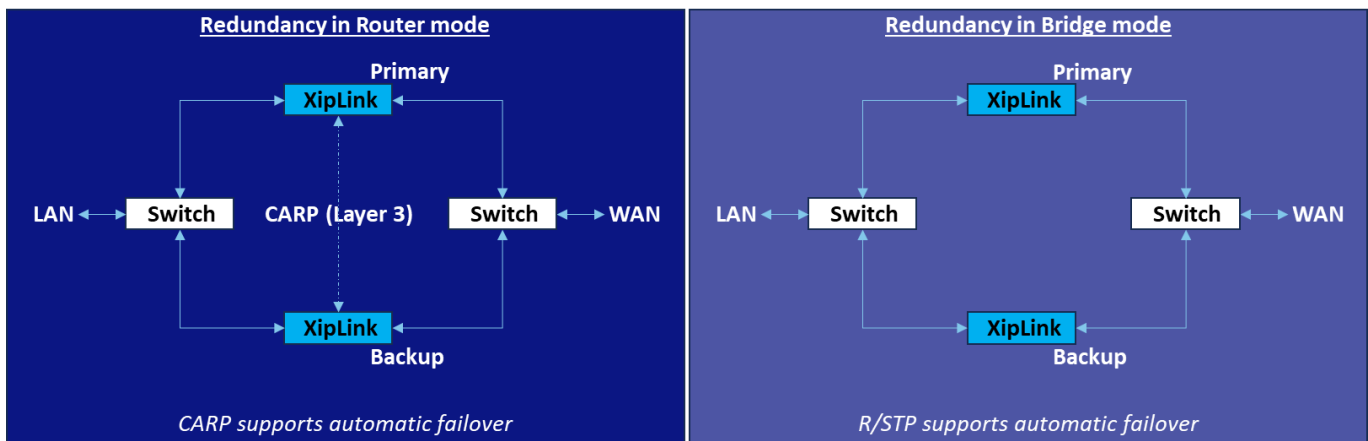 Redundancy in Router mode
Primary
XipLink
LAN
Switch
CARP (Layer 3)
Switch
WAN
XipLink
Backup
CARP supports automatic failover
Redundancy in Bridge mode
Primary
XipLink
LAN
Switch
Switch
WAN
XipLink
Backup
R/STP supports automatic failover